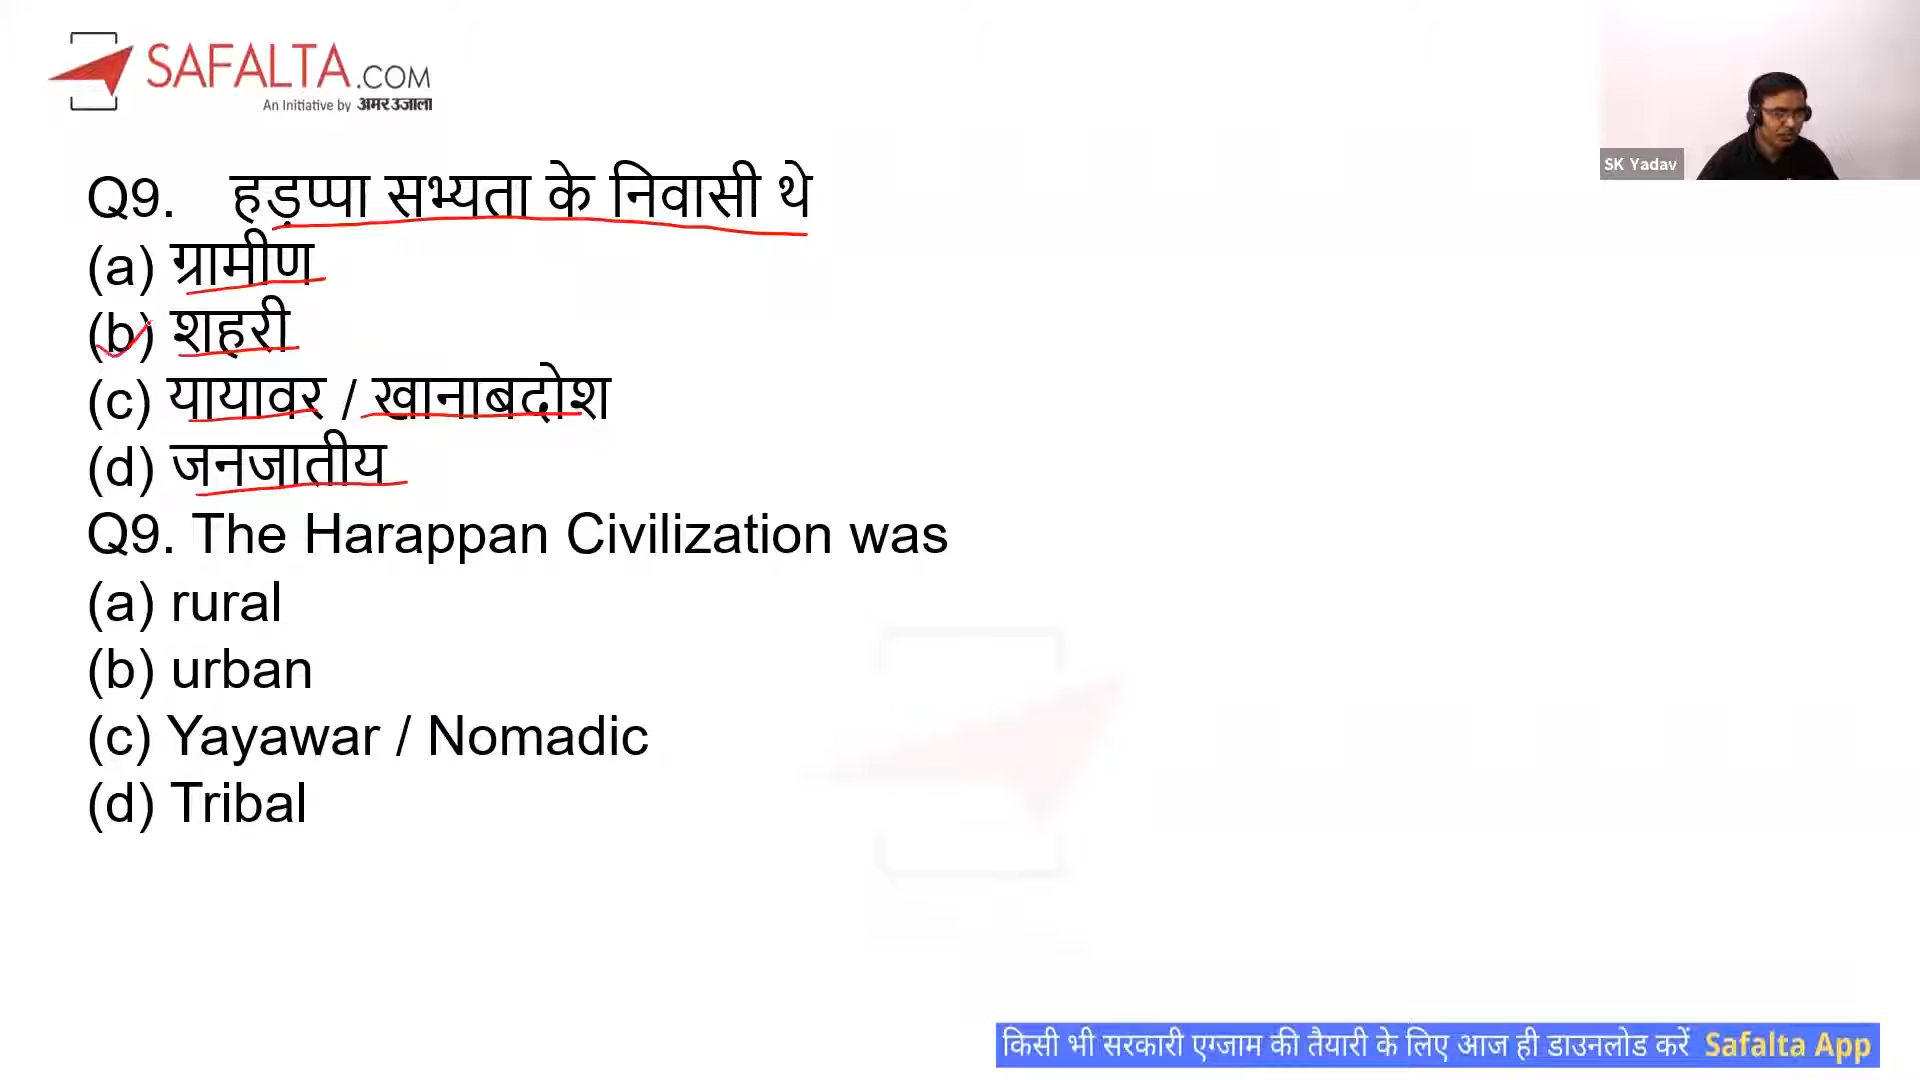 SAFALTA.COM
An Initiative by अमर उजाला
SK Yadav
Q9. हड़प्पा सभ्यता के निवासी थे
(a) ग्रामीण
(b) शहरी
(c) यायावर / खानाबदोश
(d) जनजातीय
Q9. The Harappan Civilization was
(a) rural
(b) urban
(c) Yayawar / Nomadic
(d) Tribal
किसी भी सरकारी एग्जाम की तैयारी के लिए आज ही डाउनलोड करें Safalta App